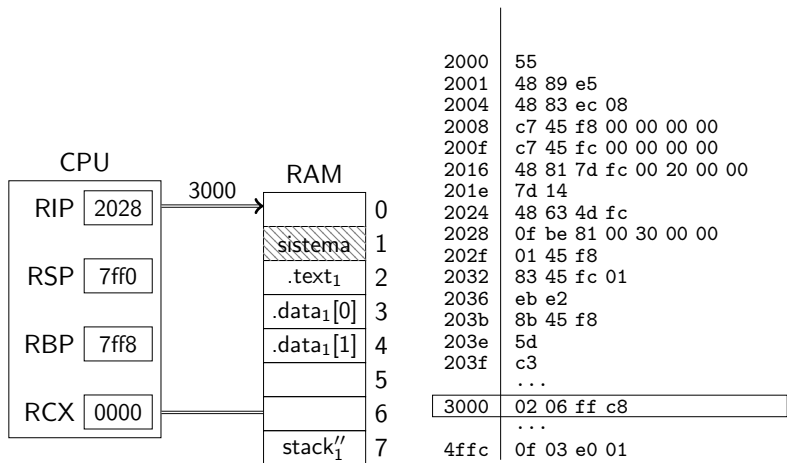 CPU
RIP 2028
RSP 7ff0
RBP 7ff8
RCX 0000
3000
RAM
0
sistema 1
.text₁ 2
.data₁[0] 3
.data₁[1] 4
5
6
stack″₁ 7
2000 55
2001 48 89 e5
2004 48 83 ec 08
2008 c7 45 f8 00 00 00 00
200f c7 45 fc 00 00 00 00
2016 48 81 7d fc 00 20 00 00
201e 7d 14
2024 48 63 4d fc
2028 0f be 81 00 30 00 00
202f 01 45 f8
2032 83 45 fc 01
2036 eb e2
203b 8b 45 f8
203e 5d
203f c3
...
3000 02 06 ff c8
...
4ffc 0f 03 e0 01